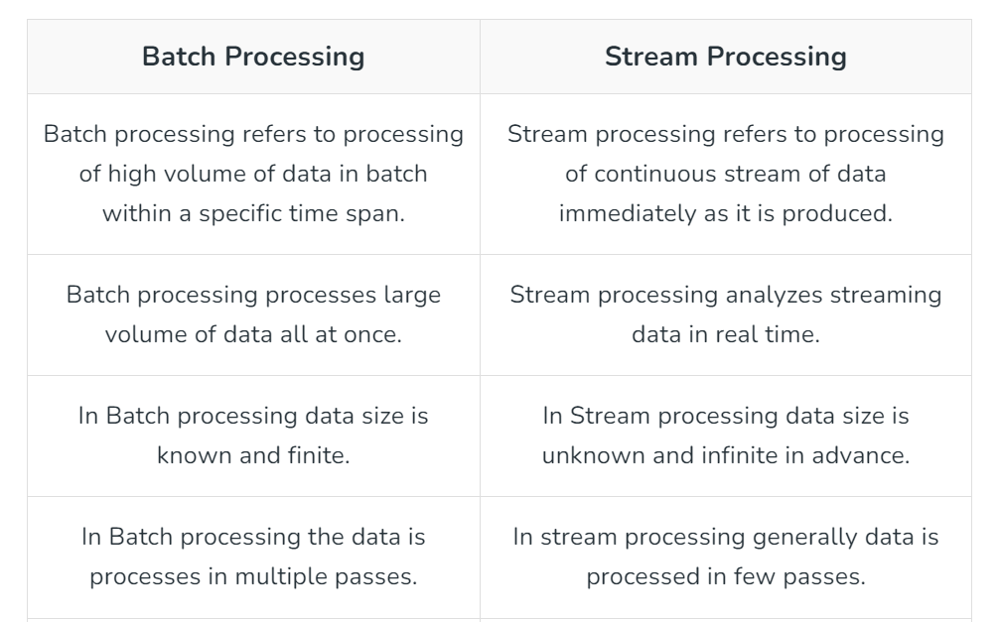 Batch Processing
Stream Processing
Batch processing refers to processing
of high volume of data in batch
within a specific time span.
Stream processing refers to processing
of continuous stream of data
immediately as it is produced.
Batch processing processes large
volume of data all at once.
Stream processing analyzes streaming
data in real time.
In Batch processing data size is
known and finite.
In Stream processing data size is
unknown and infinite in advance.
In Batch processing the data is
processes in multiple passes.
In stream processing generally data is
processed in few passes.